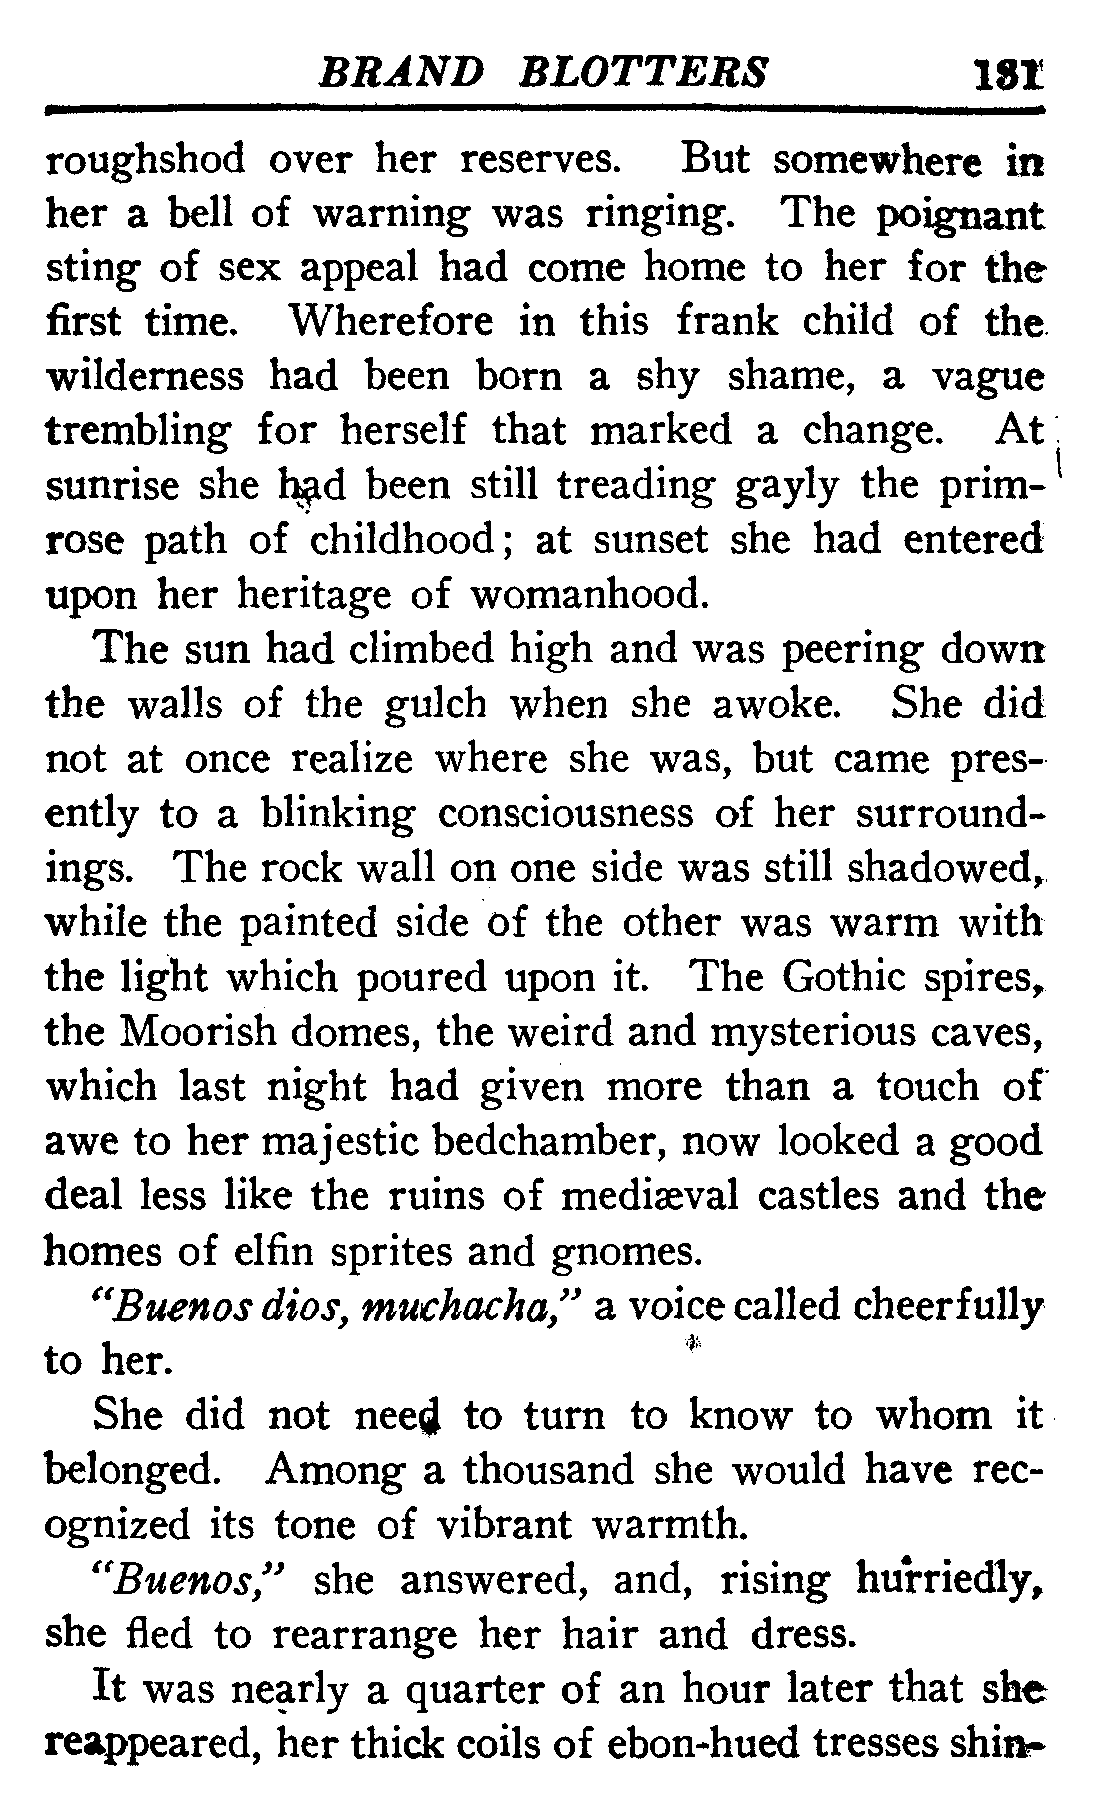 BRAND BLOTTERS 181
roughshod over her reserves. But somewhere in
her a bell of warning was ringing. The poignant
sting of sex appeal had come home to her for the
first time. Wherefore in this frank child of the
wilderness had been born a shy shame, a vague
trembling for herself that marked a change. At
sunrise she had been still treading gayly the prim-
rose path of childhood; at sunset she had entered
upon her heritage of womanhood.
The sun had climbed high and was peering down
the walls of the gulch when she awoke. She did
not at once realize where she was, but came pres-
ently to a blinking consciousness of her surround-
ings. The rock wall on one side was still shadowed,
while the painted side of the other was warm with
the light which poured upon it. The Gothic spires,
the Moorish domes, the weird and mysterious caves,
which last night had given more than a touch of
awe to her majestic bedchamber, now looked a good
deal less like the ruins of mediæval castles and the
homes of elfin sprites and gnomes.
"Buenos dios, muchacha," a voice called cheerfully
to her.
She did not need to turn to know to whom it
belonged. Among a thousand she would have rec-
ognized its tone of vibrant warmth.
"Buenos," she answered, and, rising hurriedly,
she fled to rearrange her hair and dress.
It was nearly a quarter of an hour later that she
reappeared, her thick coils of ebon-hued tresses shin-